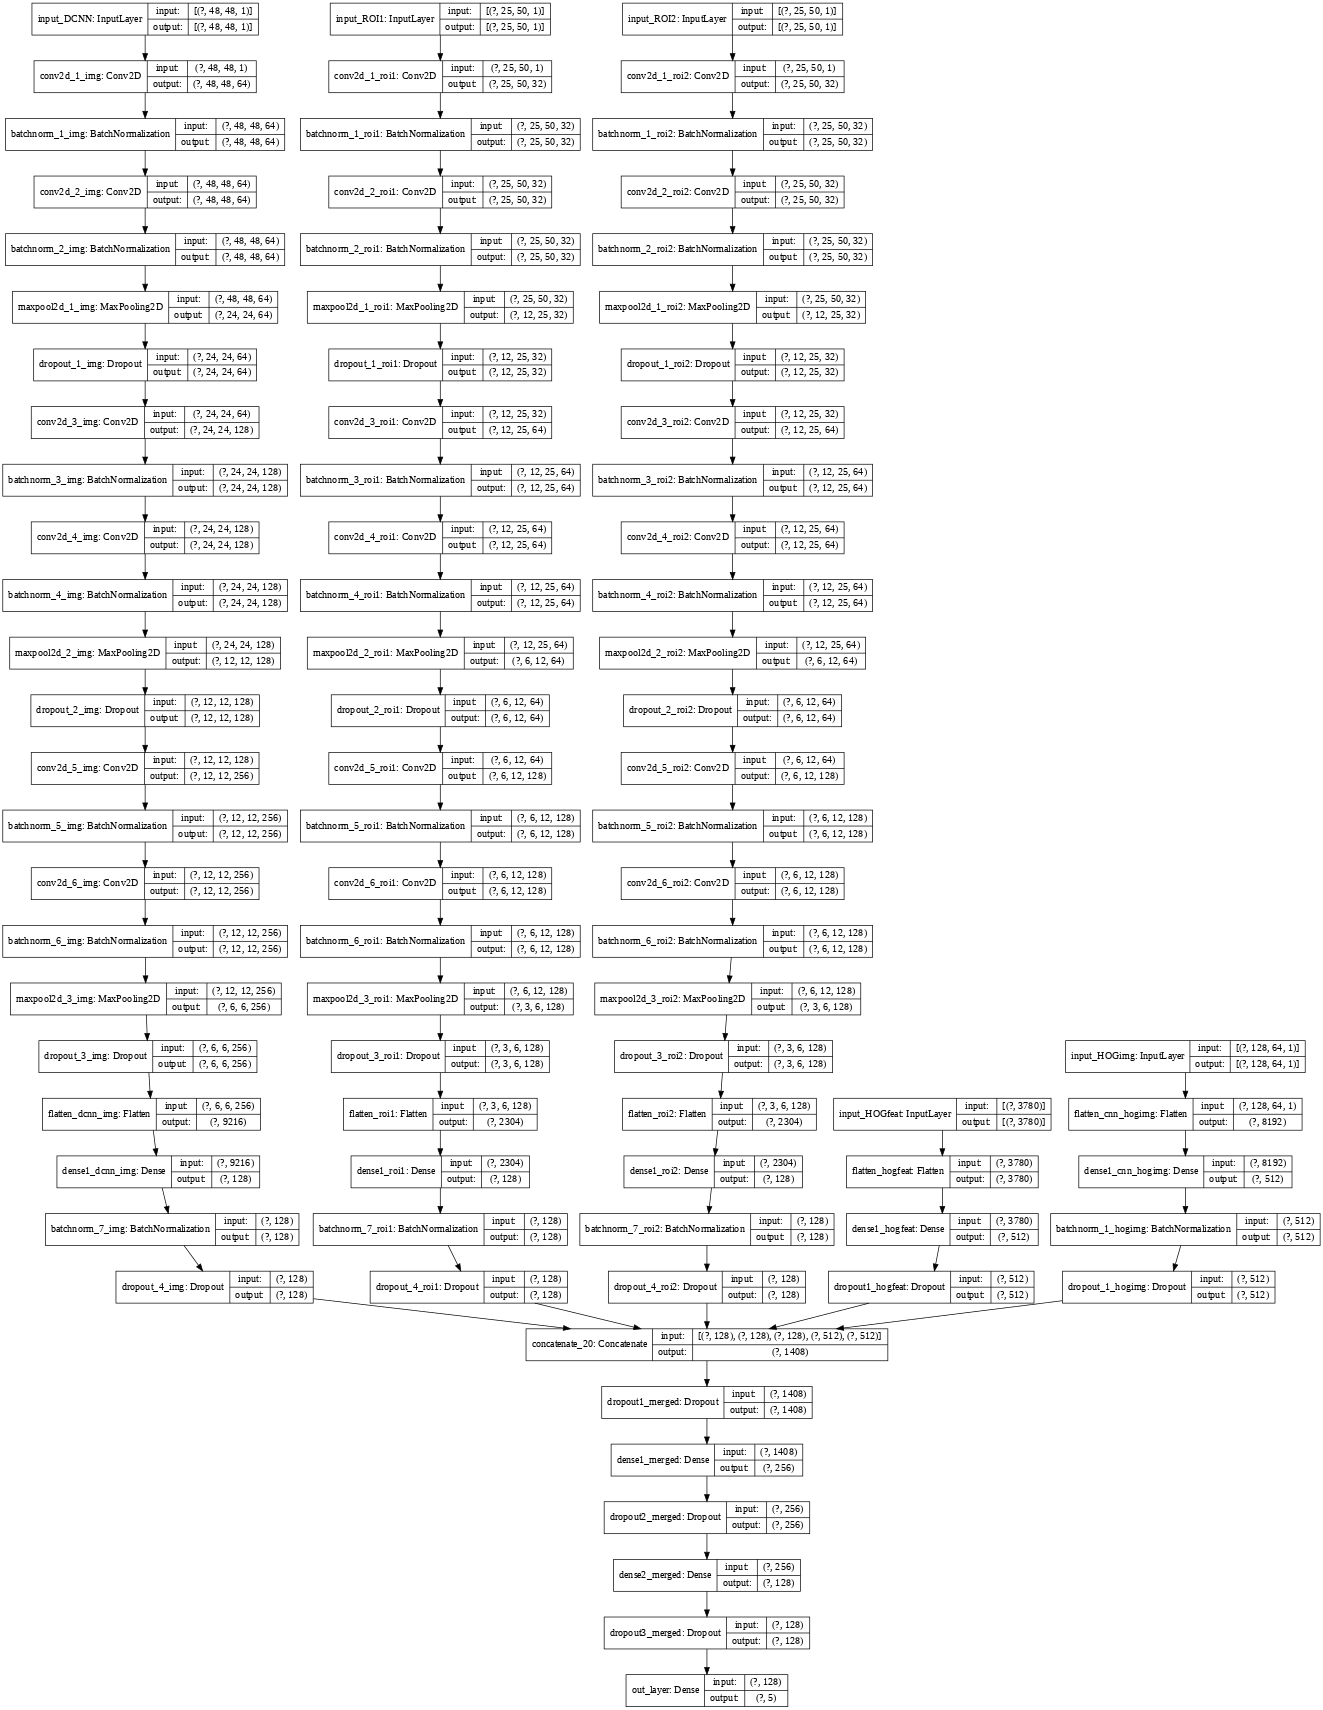 input_DCNN: InputLayer input: [(?, 48, 48, 1)] output: [(?, 48, 48, 1)]
conv2d_1_img: Conv2D input: (?, 48, 48, 1) output: (?, 48, 48, 64)
batchnorm_1_img: BatchNormalization input: (?, 48, 48, 64) output: (?, 48, 48, 64)
conv2d_2_img: Conv2D input: (?, 48, 48, 64) output: (?, 48, 48, 64)
batchnorm_2_img: BatchNormalization input: (?, 48, 48, 64) output: (?, 48, 48, 64)
maxpool2d_1_img: MaxPooling2D input: (?, 48, 48, 64) output: (?, 24, 24, 64)
dropout_1_img: Dropout input: (?, 24, 24, 64) output: (?, 24, 24, 64)
conv2d_3_img: Conv2D input: (?, 24, 24, 64) output: (?, 24, 24, 128)
batchnorm_3_img: BatchNormalization input: (?, 24, 24, 128) output: (?, 24, 24, 128)
conv2d_4_img: Conv2D input: (?, 24, 24, 128) output: (?, 24, 24, 128)
batchnorm_4_img: BatchNormalization input: (?, 24, 24, 128) output: (?, 24, 24, 128)
maxpool2d_2_img: MaxPooling2D input: (?, 24, 24, 128) output: (?, 12, 12, 128)
dropout_2_img: Dropout input: (?, 12, 12, 128) output: (?, 12, 12, 128)
conv2d_5_img: Conv2D input: (?, 12, 12, 128) output: (?, 12, 12, 256)
batchnorm_5_img: BatchNormalization input: (?, 12, 12, 256) output: (?, 12, 12, 256)
conv2d_6_img: Conv2D input: (?, 12, 12, 256) output: (?, 12, 12, 256)
batchnorm_6_img: BatchNormalization input: (?, 12, 12, 256) output: (?, 12, 12, 256)
maxpool2d_3_img: MaxPooling2D input: (?, 12, 12, 256) output: (?, 6, 6, 256)
dropout_3_img: Dropout input: (?, 6, 6, 256) output: (?, 6, 6, 256)
flatten_dcnn_img: Flatten input: (?, 6, 6, 256) output: (?, 9216)
dense1_dcnn_img: Dense input: (?, 9216) output: (?, 128)
batchnorm_7_img: BatchNormalization input: (?, 128) output: (?, 128)
dropout_4_img: Dropout input: (?, 128) output: (?, 128)
input_ROI1: InputLayer input: [(?, 25, 50, 1)] output: [(?, 25, 50, 1)]
conv2d_1_roi1: Conv2D input: (?, 25, 50, 1) output: (?, 25, 50, 32)
batchnorm_1_roi1: BatchNormalization input: (?, 25, 50, 32) output: (?, 25, 50, 32)
conv2d_2_roi1: Conv2D input: (?, 25, 50, 32) output: (?, 25, 50, 32)
batchnorm_2_roi1: BatchNormalization input: (?, 25, 50, 32) output: (?, 25, 50, 32)
maxpool2d_1_roi1: MaxPooling2D input: (?, 25, 50, 32) output: (?, 12, 25, 32)
dropout_1_roi1: Dropout input: (?, 12, 25, 32) output: (?, 12, 25, 32)
conv2d_3_roi1: Conv2D input: (?, 12, 25, 32) output: (?, 12, 25, 64)
batchnorm_3_roi1: BatchNormalization input: (?, 12, 25, 64) output: (?, 12, 25, 64)
conv2d_4_roi1: Conv2D input: (?, 12, 25, 64) output: (?, 12, 25, 64)
batchnorm_4_roi1: BatchNormalization input: (?, 12, 25, 64) output: (?, 12, 25, 64)
maxpool2d_2_roi1: MaxPooling2D input: (?, 12, 25, 64) output: (?, 6, 12, 64)
dropout_2_roi1: Dropout input: (?, 6, 12, 64) output: (?, 6, 12, 64)
conv2d_5_roi1: Conv2D input: (?, 6, 12, 64) output: (?, 6, 12, 128)
batchnorm_5_roi1: BatchNormalization input: (?, 6, 12, 128) output: (?, 6, 12, 128)
conv2d_6_roi1: Conv2D input: (?, 6, 12, 128) output: (?, 6, 12, 128)
batchnorm_6_roi1: BatchNormalization input: (?, 6, 12, 128) output: (?, 6, 12, 128)
maxpool2d_3_roi1: MaxPooling2D input: (?, 6, 12, 128) output: (?, 3, 6, 128)
dropout_3_roi1: Dropout input: (?, 3, 6, 128) output: (?, 3, 6, 128)
flatten_roi1: Flatten input: (?, 3, 6, 128) output: (?, 2304)
dense1_roi1: Dense input: (?, 2304) output: (?, 128)
batchnorm_7_roi1: BatchNormalization input: (?, 128) output: (?, 128)
dropout_4_roi1: Dropout input: (?, 128) output: (?, 128)
input_ROI2: InputLayer input: [(?, 25, 50, 1)] output: [(?, 25, 50, 1)]
conv2d_1_roi2: Conv2D input: (?, 25, 50, 1) output: (?, 25, 50, 32)
batchnorm_1_roi2: BatchNormalization input: (?, 25, 50, 32) output: (?, 25, 50, 32)
conv2d_2_roi2: Conv2D input: (?, 25, 50, 32) output: (?, 25, 50, 32)
batchnorm_2_roi2: BatchNormalization input: (?, 25, 50, 32) output: (?, 25, 50, 32)
maxpool2d_1_roi2: MaxPooling2D input: (?, 25, 50, 32) output: (?, 12, 25, 32)
dropout_1_roi2: Dropout input: (?, 12, 25, 32) output: (?, 12, 25, 32)
conv2d_3_roi2: Conv2D input: (?, 12, 25, 32) output: (?, 12, 25, 64)
batchnorm_3_roi2: BatchNormalization input: (?, 12, 25, 64) output: (?, 12, 25, 64)
conv2d_4_roi2: Conv2D input: (?, 12, 25, 64) output: (?, 12, 25, 64)
batchnorm_4_roi2: BatchNormalization input: (?, 12, 25, 64) output: (?, 12, 25, 64)
maxpool2d_2_roi2: MaxPooling2D input: (?, 12, 25, 64) output: (?, 6, 12, 64)
dropout_2_roi2: Dropout input: (?, 6, 12, 64) output: (?, 6, 12, 64)
conv2d_5_roi2: Conv2D input: (?, 6, 12, 64) output: (?, 6, 12, 128)
batchnorm_5_roi2: BatchNormalization input: (?, 6, 12, 128) output: (?, 6, 12, 128)
conv2d_6_roi2: Conv2D input: (?, 6, 12, 128) output: (?, 6, 12, 128)
batchnorm_6_roi2: BatchNormalization input: (?, 6, 12, 128) output: (?, 6, 12, 128)
maxpool2d_3_roi2: MaxPooling2D input: (?, 6, 12, 128) output: (?, 3, 6, 128)
dropout_3_roi2: Dropout input: (?, 3, 6, 128) output: (?, 3, 6, 128)
flatten_roi2: Flatten input: (?, 3, 6, 128) output: (?, 2304)
dense1_roi2: Dense input: (?, 2304) output: (?, 128)
batchnorm_7_roi2: BatchNormalization input: (?, 128) output: (?, 128)
dropout_4_roi2: Dropout input: (?, 128) output: (?, 128)
input_HOGfeat: InputLayer input: [(?, 3780)] output: [(?, 3780)]
flatten_hogfeat: Flatten input: (?, 3780) output: (?, 3780)
dense1_hogfeat: Dense input: (?, 3780) output: (?, 512)
dropout1_hogfeat: Dropout input: (?, 512) output: (?, 512)
input_HOGimg: InputLayer input: [(?, 128, 64, 1)] output: [(?, 128, 64, 1)]
flatten_cnn_hogimg: Flatten input: (?, 128, 64, 1) output: (?, 8192)
dense1_cnn_hogimg: Dense input: (?, 8192) output: (?, 512)
batchnorm_1_hogimg: BatchNormalization input: (?, 512) output: (?, 512)
dropout_1_hogimg: Dropout input: (?, 512) output: (?, 512)
concatenate_20: Concatenate input: [(?, 128), (?, 128), (?, 128), (?, 512), (?, 512)] output: (?, 1408)
dropout1_merged: Dropout input: (?, 1408) output: (?, 1408)
dense1_merged: Dense input: (?, 1408) output: (?, 256)
dropout2_merged: Dropout input: (?, 256) output: (?, 256)
dense2_merged: Dense input: (?, 256) output: (?, 128)
dropout3_merged: Dropout input: (?, 128) output: (?, 128)
out_layer: Dense input: (?, 128) output: (?, 5)